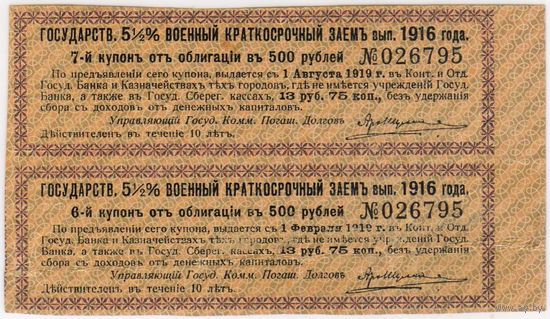 ГОСУДАРСТВ. 5½% ВОЕННЫЙ КРАТКОСРОЧНЫЙ ЗАЕМЪ вып. 1916 года.
7-й купон отъ облигаціи въ 500 рублей №026795
По предъявленіи сего купона, выдается съ 1 Августа 1919 г. въ Конт. и Отд.
Госуд. Банка и Казначействахъ тѣхъ городовъ, гдѣ не имѣется учрежденій Госуд.
Банка, а также въ Госуд. Сберег. кассахъ, 13 руб. 75 коп., безъ удержанія
сбора съ доходовъ отъ денежныхъ капиталовъ.
Управляющій Госуд. Комм. Погаш. Долговъ
Дѣйствителенъ въ теченіе 10 лѣтъ.
ГОСУДАРСТВ. 5½% ВОЕННЫЙ КРАТКОСРОЧНЫЙ ЗАЕМЪ вып. 1916 года.
6-й купон отъ облигаціи въ 500 рублей №026795
По предъявленіи сего купона, выдается съ 1 Февраля 1919 г. въ Конт. и Отд.
Госуд. Банка и Казначействахъ тѣхъ городовъ, гдѣ не имѣется учрежденій Госуд.
Банка, а также въ Госуд. Сберег. кассахъ, 13 руб. 75 коп., безъ удержанія
сбора съ доходовъ отъ денежныхъ капиталовъ.
Управляющій Госуд. Комм. Погаш. Долговъ
Дѣйствителенъ въ теченіе 10 лѣтъ.